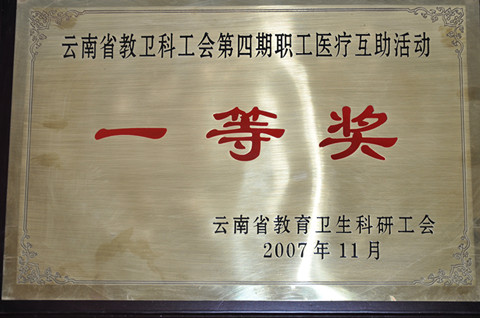 云南省教卫科工会第四期职工医疗互助活动
一等奖
云南省教育卫生科研工会
2007年11月